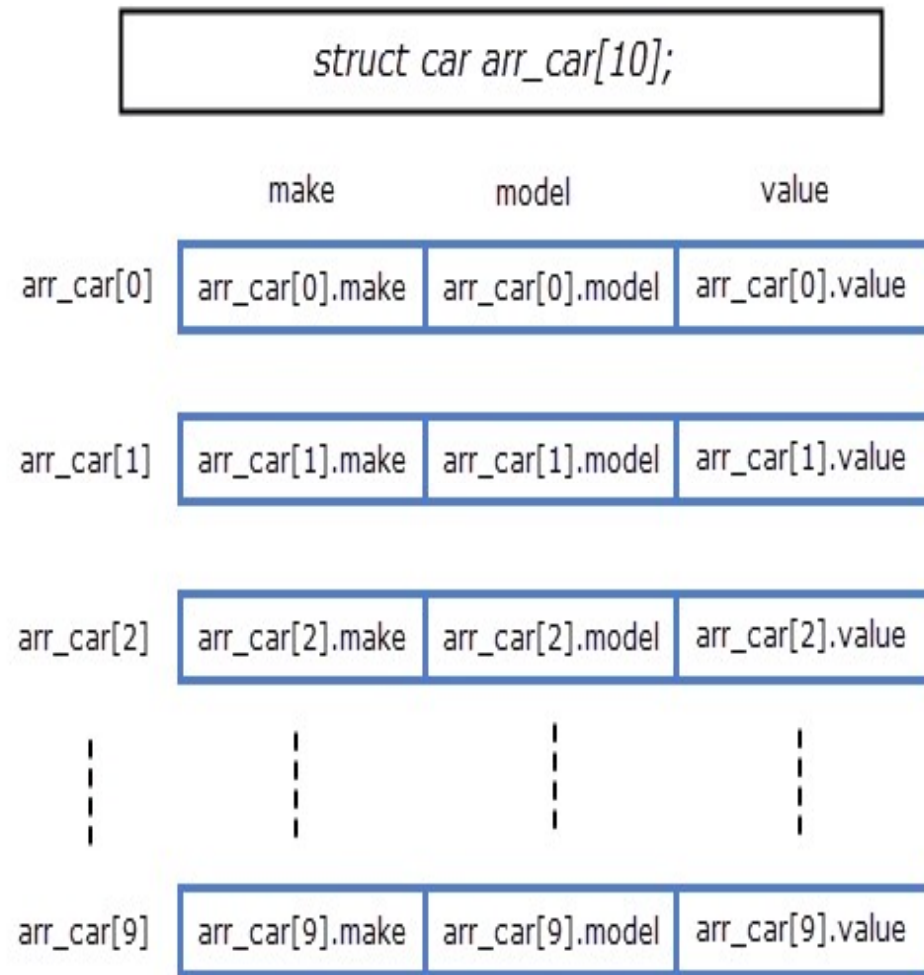 struct car arr_car[10];
make model value
arr_car[0] arr_car[0].make arr_car[0].model arr_car[0].value
arr_car[1] arr_car[1].make arr_car[1].model arr_car[1].value
arr_car[2] arr_car[2].make arr_car[2].model arr_car[2].value
arr_car[9] arr_car[9].make arr_car[9].model arr_car[9].value